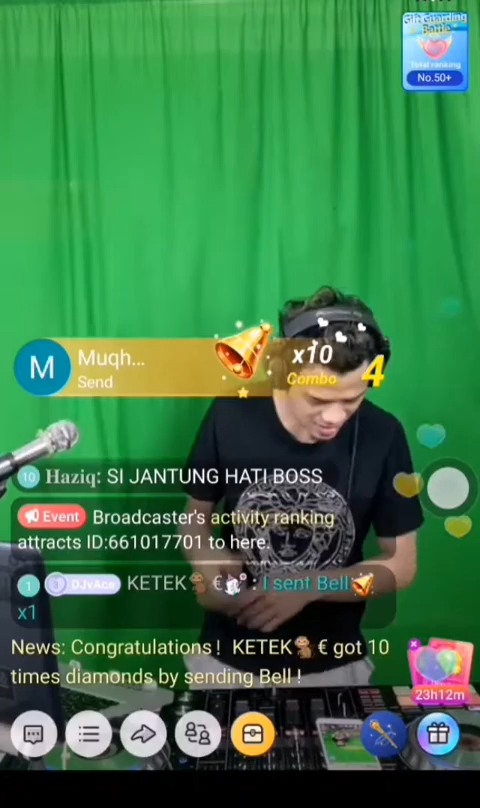 Gift Guarding
Battle
Total ranking
No.50+
M
Muqh...
Send
x10
Combo
4
10 Haziq: SI JANTUNG HATI BOSS
Event Broadcaster's activity ranking
attracts ID:661017701 to here.
1 DJvAce KETEK🐒 €🦄 : I sent Bell🔔
x1
News: Congratulations! KETEK🐒 € got 10
times diamonds by sending Bell !
23h12m